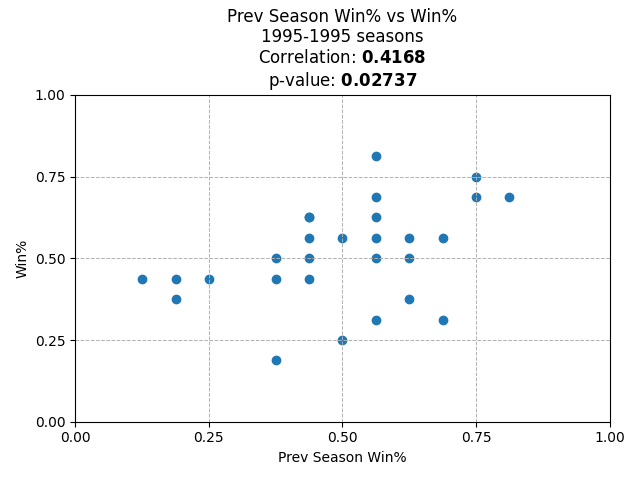 Prev Season Win% vs Win%
1995-1995 seasons
Correlation: 0.4168
p-value: 0.02737
1.00
0.75
0.50
0.25
0.00
Win%
0.00 0.25 0.50 0.75 1.00
Prev Season Win%